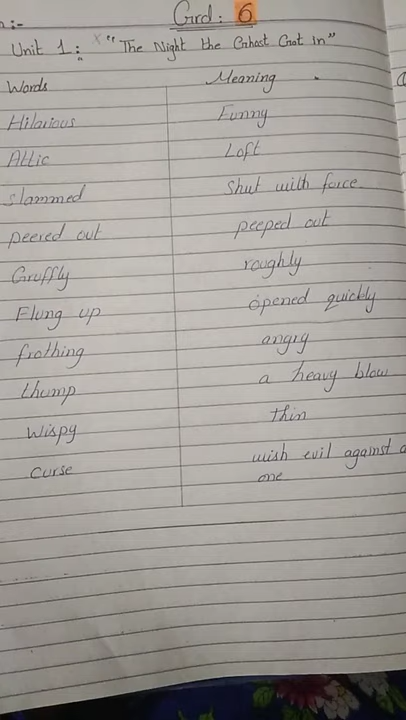 Grd: 6
Unit 1: "The Night the Ghost Got In"
Words Meaning
Hilarious Funny
Attic Loft
slammed Shut with force.
peered out peeped out
Gruffly roughly
Flung up opened quickly
frothing angry
thump a heavy blow
Wispy thin
curse wish evil against
one